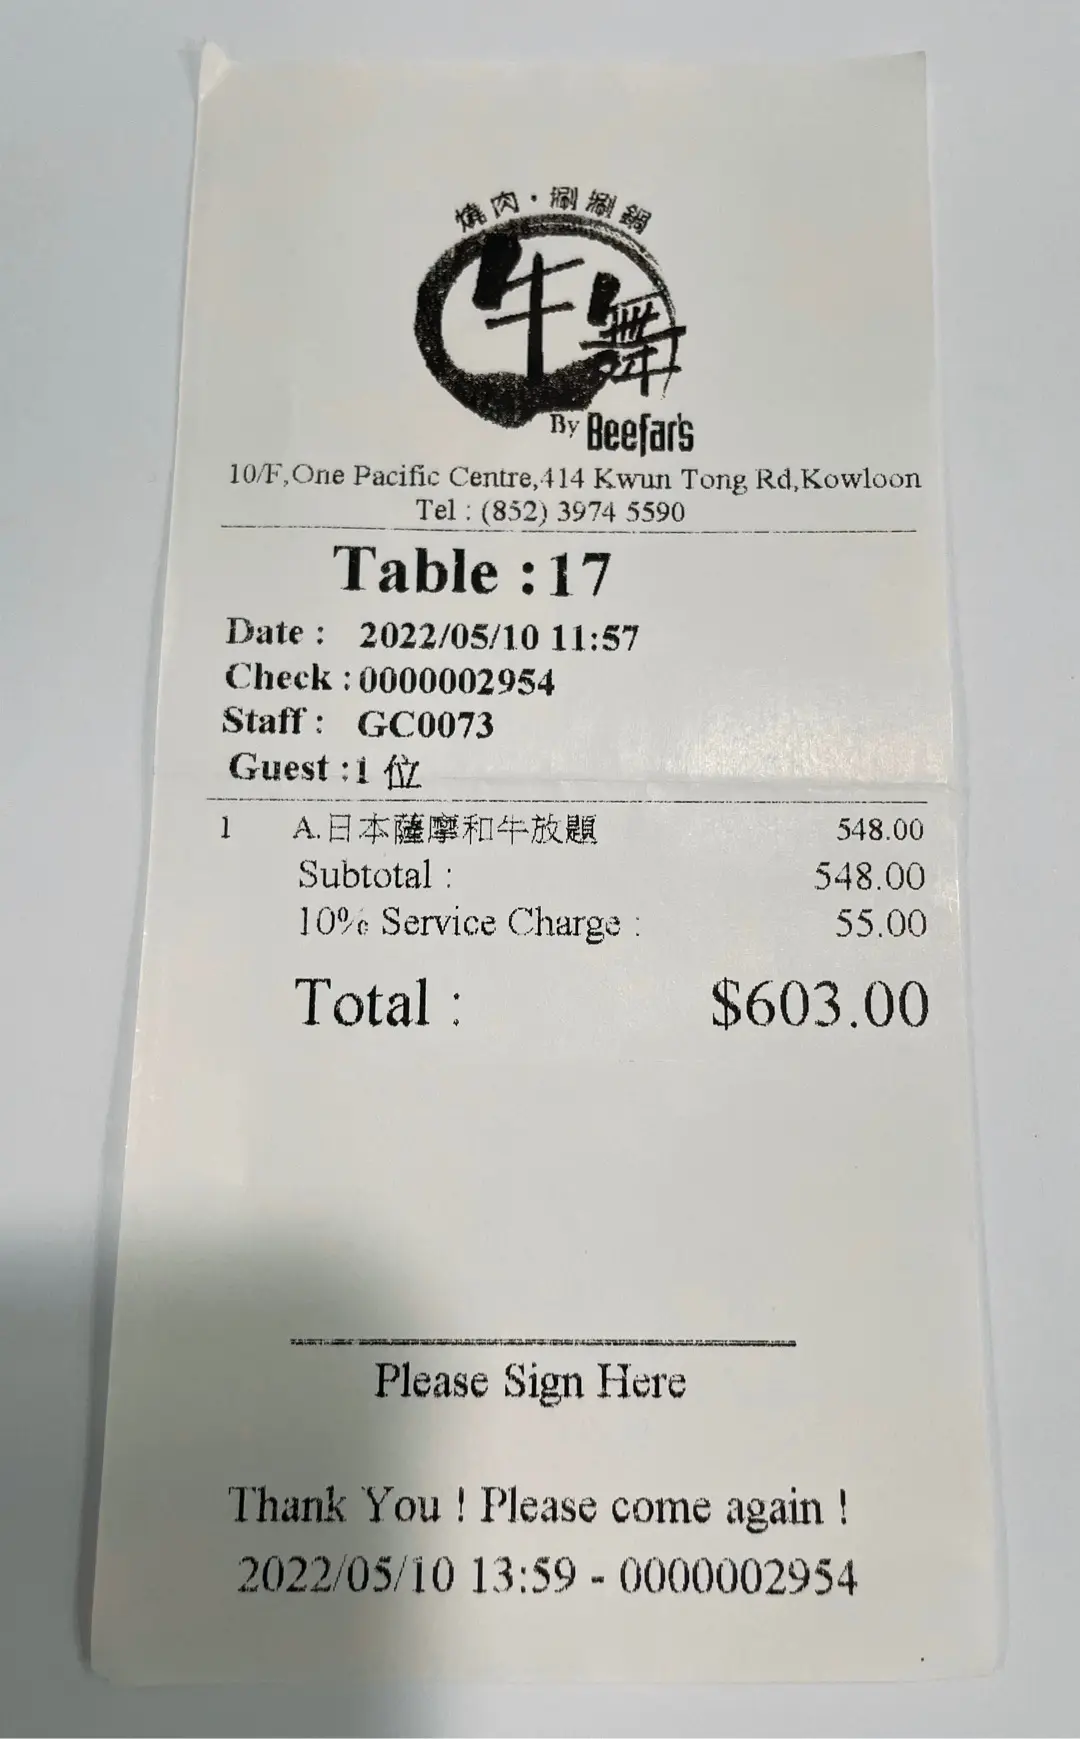 燒肉・涮涮鍋
牛舞
By Beefar's
10/F,One Pacific Centre,414 Kwun Tong Rd,Kowloon
Tel : (852) 3974 5590
Table :17
Date : 2022/05/10 11:57
Check :0000002954
Staff : GC0073
Guest :1 位
1 A.日本薩摩和牛放題 548.00
Subtotal : 548.00
10% Service Charge : 55.00
Total : $603.00
Please Sign Here
Thank You ! Please come again !
2022/05/10 13:59 - 0000002954